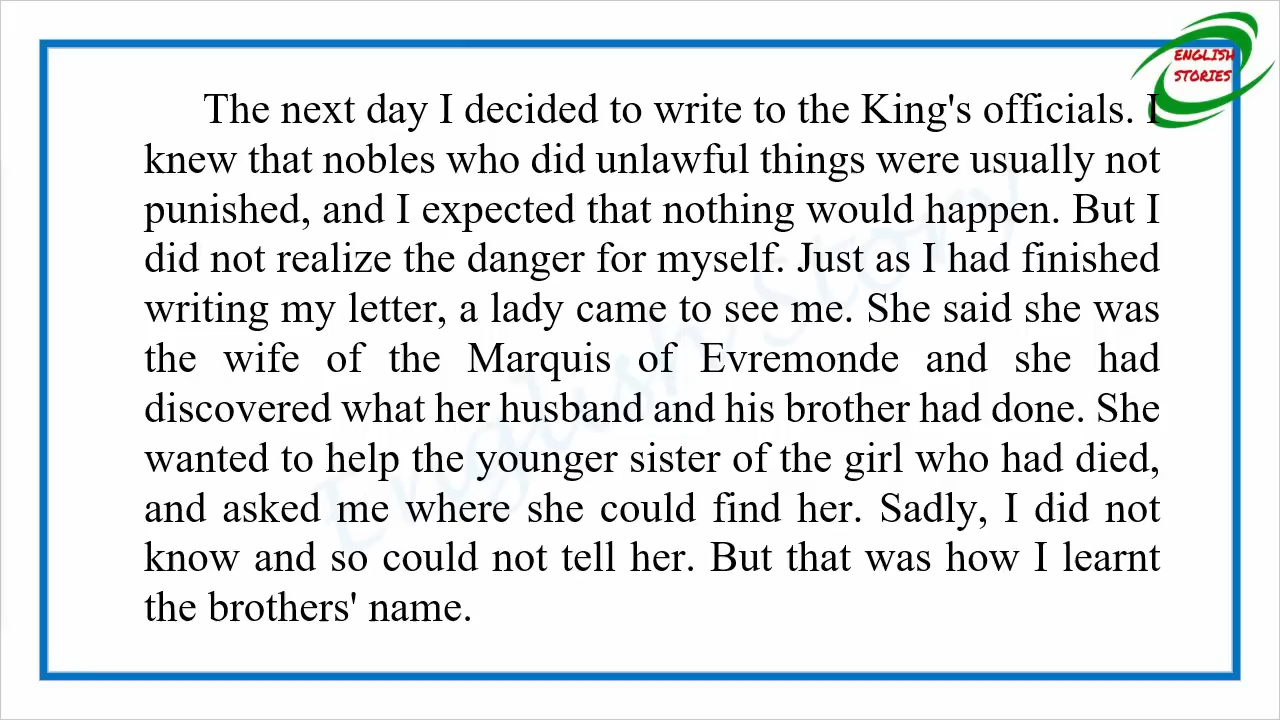 ENGLISH
STORIES
The next day I decided to write to the King's officials. I
knew that nobles who did unlawful things were usually not
punished, and I expected that nothing would happen. But I
did not realize the danger for myself. Just as I had finished
writing my letter, a lady came to see me. She said she was
the wife of the Marquis of Evremonde and she had
discovered what her husband and his brother had done. She
wanted to help the younger sister of the girl who had died,
and asked me where she could find her. Sadly, I did not
know and so could not tell her. But that was how I learnt
the brothers' name.
English Story